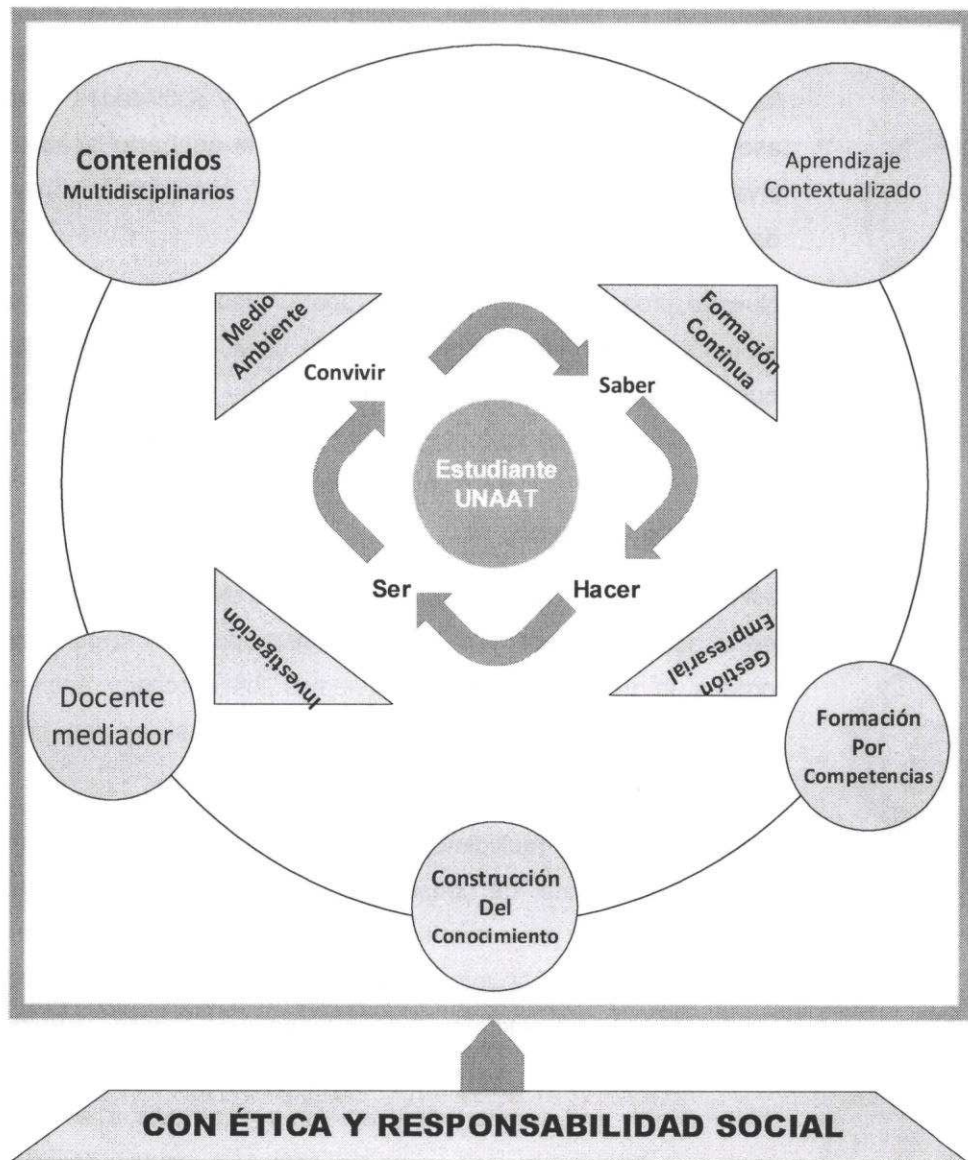 Contenidos
Multidisciplinarios
Aprendizaje
Contextualizado
Medio
Ambiente
Formación
Continua
Convivir
Saber
Estudiante
UNAAT
Ser
Hacer
Investigación
Gestión
Empresarial
Docente
mediador
Formación
Por
Competencias
Construcción
Del
Conocimiento
CON ÉTICA Y RESPONSABILIDAD SOCIAL